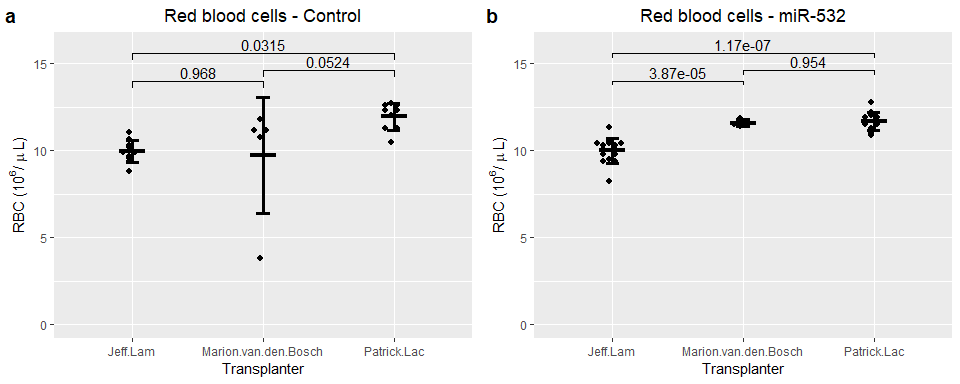 a
Red blood cells - Control
0.0315
0.968
0.0524
15
10
5
0
RBC (10⁶/ μ L)
Jeff.Lam
Marion.van.den.Bosch
Patrick.Lac
Transplanter
b
Red blood cells - miR-532
1.17e-07
3.87e-05
0.954
15
10
5
0
RBC (10⁶/ μ L)
Jeff.Lam
Marion.van.den.Bosch
Patrick.Lac
Transplanter